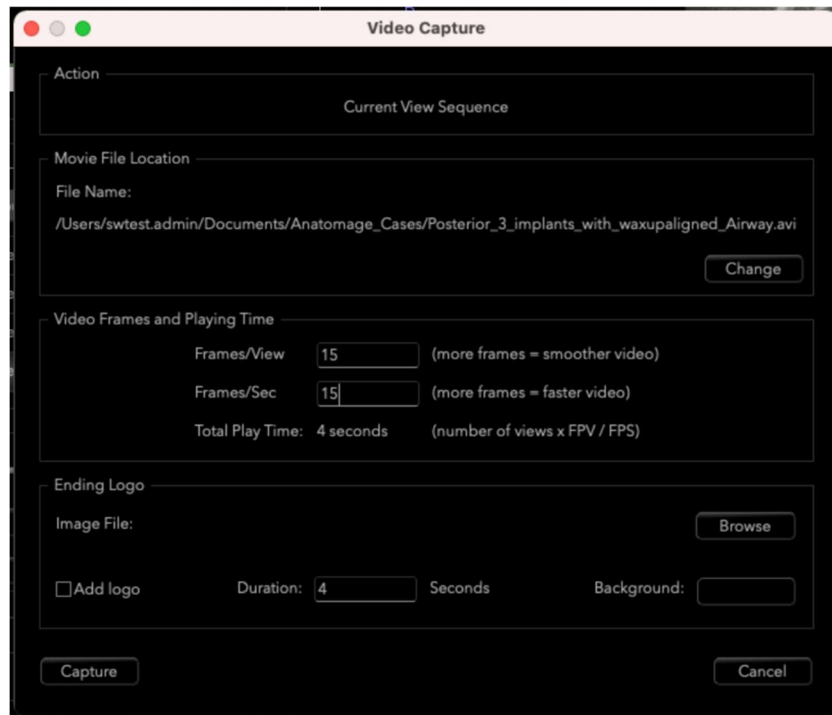 Video Capture
Action
Current View Sequence
Movie File Location
File Name:
/Users/swtest.admin/Documents/Anatomage_Cases/Posterior_3_implants_with_waxupaligned_Airway.avi
Change
Video Frames and Playing Time
Frames/View 15 (more frames = smoother video)
Frames/Sec 15 (more frames = faster video)
Total Play Time: 4 seconds (number of views x FPV / FPS)
Ending Logo
Image File: Browse
Add logo Duration: 4 Seconds Background:
Capture Cancel